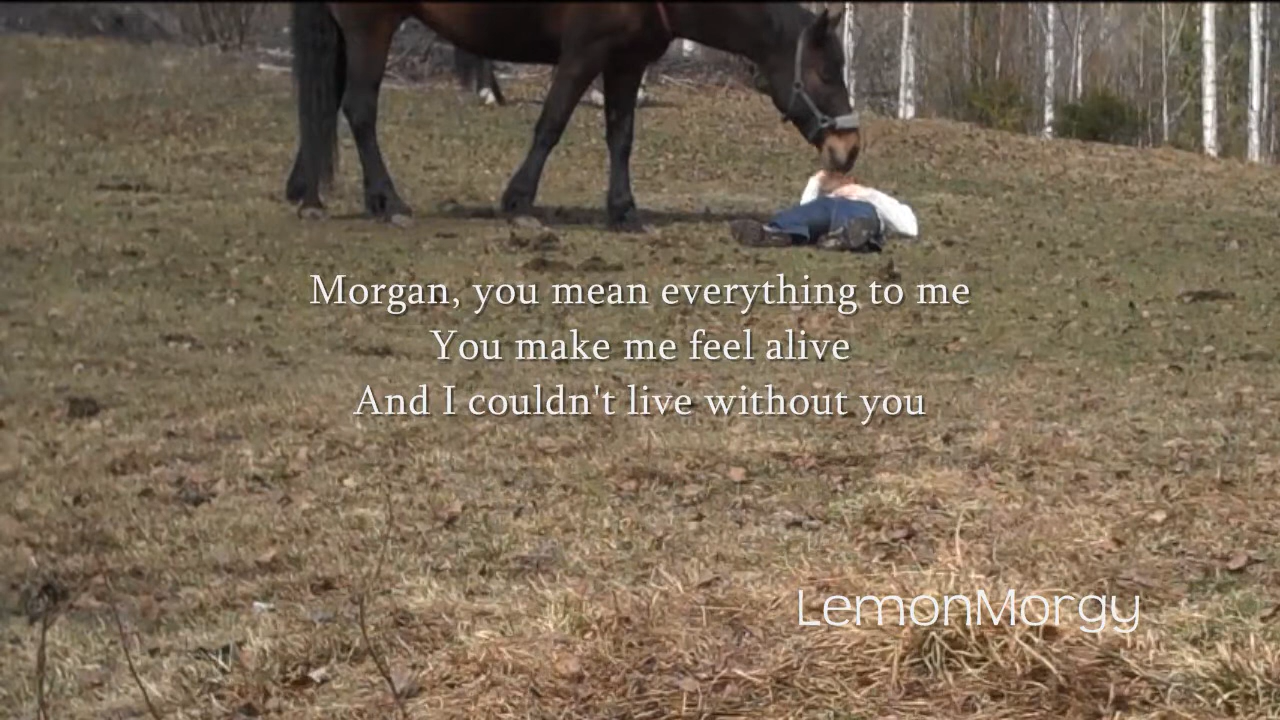 Morgan, you mean everything to me
You make me feel alive
And I couldn't live without you
LemonMorgy